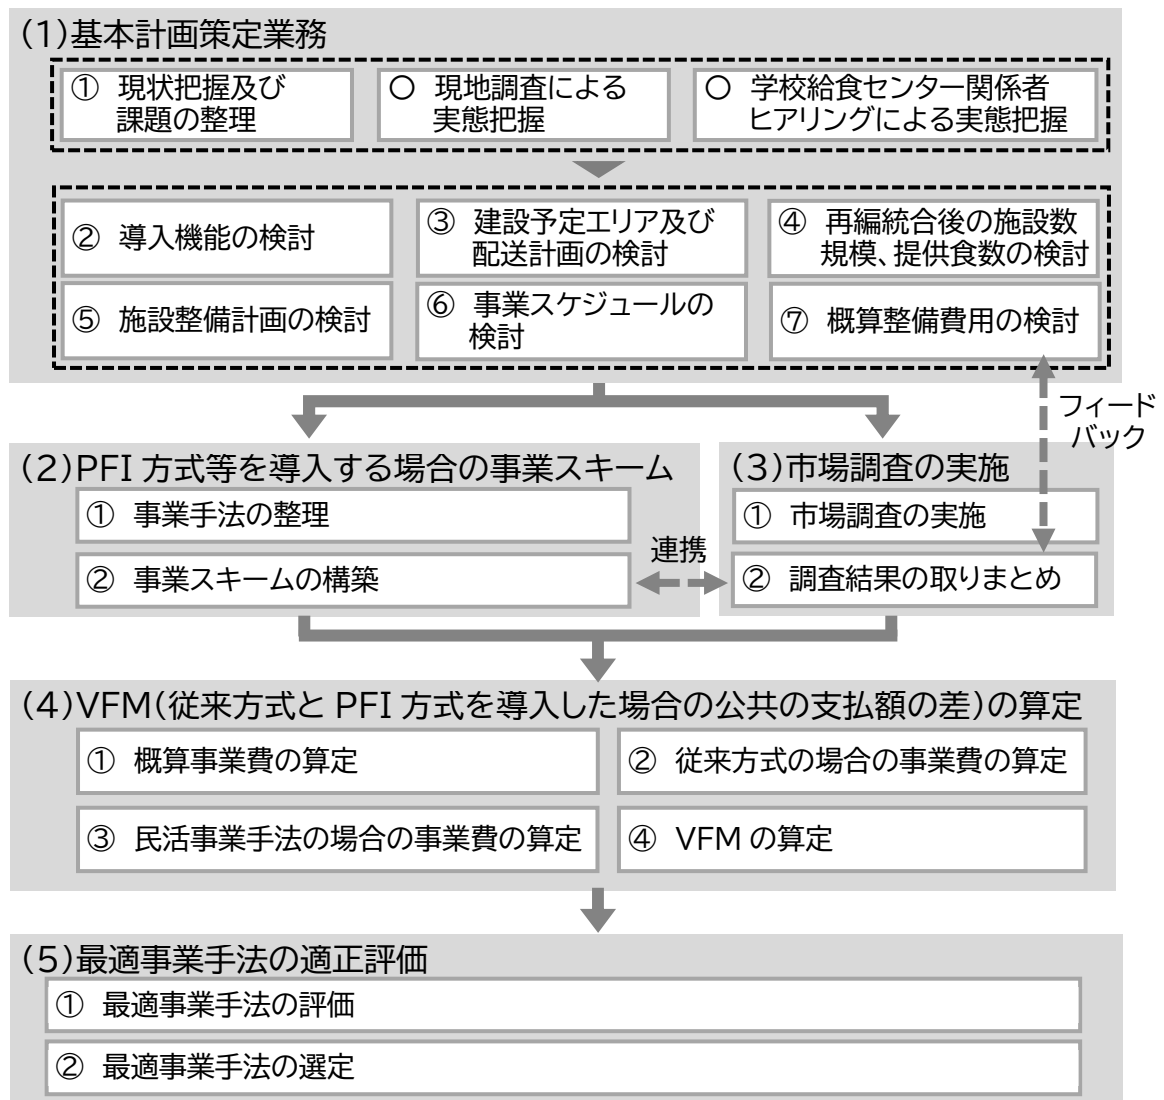 (1)基本計画策定業務
① 現状把握及び
課題の整理
〇 現地調査による
実態把握
〇 学校給食センター関係者
ヒアリングによる実態把握
② 導入機能の検討
③ 建設予定エリア及び
配送計画の検討
④ 再編統合後の施設数
規模、提供食数の検討
⑤ 施設整備計画の検討
⑥ 事業スケジュールの
検討
⑦ 概算整備費用の検討
フィード
バック
(2)PFI 方式等を導入する場合の事業スキーム
① 事業手法の整理
② 事業スキームの構築
連携
(3)市場調査の実施
① 市場調査の実施
② 調査結果の取りまとめ
(4)VFM(従来方式と PFI 方式を導入した場合の公共の支払額の差)の算定
① 概算事業費の算定
② 従来方式の場合の事業費の算定
③ 民活事業手法の場合の事業費の算定
④ VFM の算定
(5)最適事業手法の適正評価
① 最適事業手法の評価
② 最適事業手法の選定